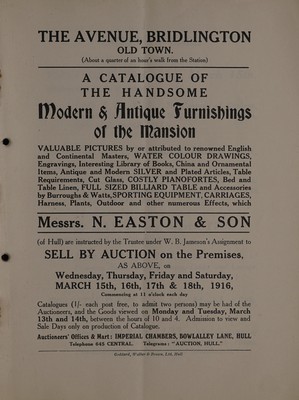 THE AVENUE, BRIDLINGTON
OLD TOWN.
(About a quarter of an hour's walk from the Station)
A CATALOGUE OF
THE HANDSOME
Modern & Antique Furnishings
of the Mansion
VALUABLE PICTURES by or attributed to renowned English
and Continental Masters, WATER COLOUR DRAWINGS,
Engravings, Interesting Library of Books, China and Ornamental
Items, Antique and Modern SILVER and Plated Articles, Table
Requirements, Cut Glass, COSTLY PIANOFORTES, Bed and
Table Linen, FULL SIZED BILLIARD TABLE and Accessories
by Burroughs & Watts, SPORTING EQUIPMENT, CARRIAGES,
Harness, Plants, Outdoor and other numerous Effects, which
Messrs. N. EASTON & SON
(of Hull) are instructed by the Trustee under W. B. Jameson's Assignment to
SELL BY AUCTION on the Premises,
AS ABOVE, on
Wednesday, Thursday, Friday and Saturday,
MARCH 15th, 16th, 17th & 18th, 1916,
Commencing at 11 o'clock each day
Catalogues (1/- each post free, to admit two persons) may be had of the
Auctioneers, and the Goods viewed on Monday and Tuesday, March
13th and 14th, between the hours of 10 and 4. Admission to view and
Sale Days only on production of Catalogue.
Auctioneers' Offices & Mart: IMPERIAL CHAMBERS, BOWLALLEY LANE, HULL
Telephone 645 CENTRAL. Telegrams: "AUCTION, HULL."
Goddard, Walker & Brown, Ltd, Hull